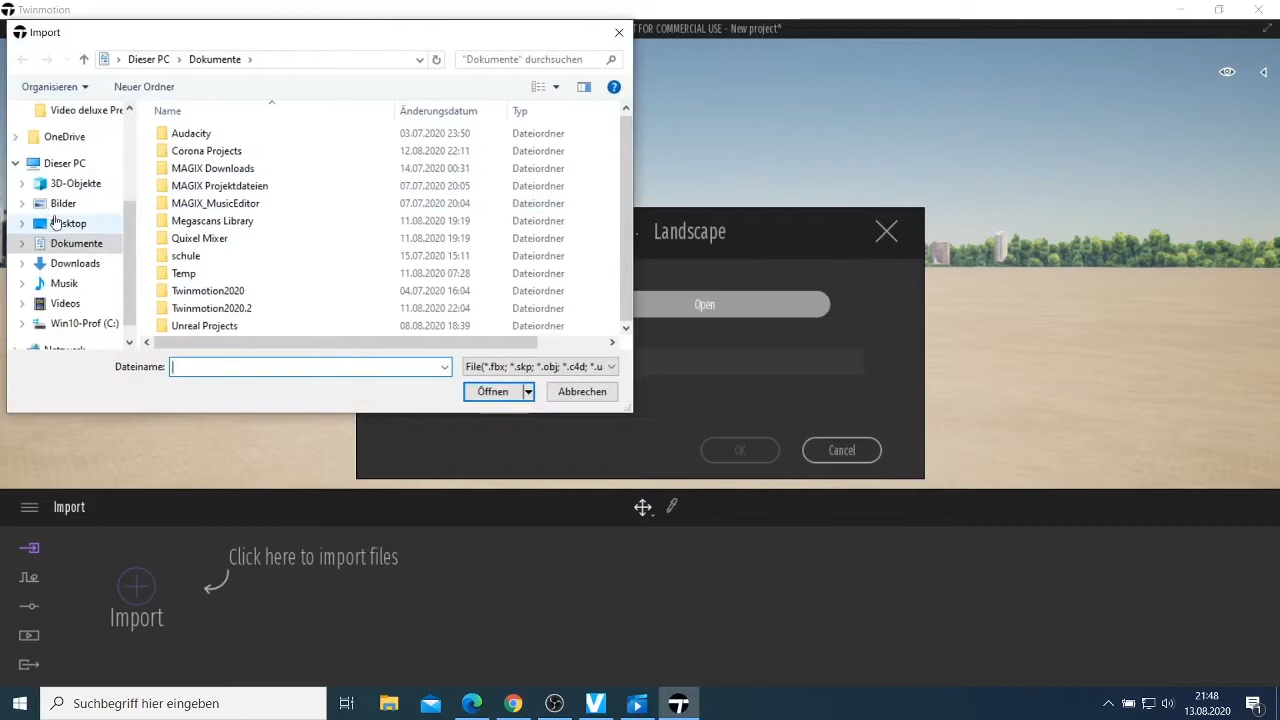 Twinmotion
Import
T FOR COMMERCIAL USE - New project*
Dieser PC
Dokumente
"Dokumente" durchsuchen
Organisieren
Neuer Ordner
Name
Änderungsdatum
Typ
Video deluxe Pre
OneDrive
Dieser PC
3D-Objekte
Bilder
Desktop
Dokumente
Downloads
Musik
Videos
Win10-Prof (C:)
Audacity 03.07.2020 23:50 Dateiordner
Corona Projects 12.08.2020 22:11 Dateiordner
MAGIX Downloads 14.07.2020 00:31 Dateiordner
MAGIX Projektdateien 07.07.2020 20:05 Dateiordner
MAGIX_MusicEditor 07.07.2020 20:04 Dateiordner
Megascans Library 11.08.2020 19:19 Dateiordner
Quixel Mixer 11.08.2020 19:19 Dateiordner
schule 15.07.2020 15:11 Dateiordner
Temp 11.08.2020 07:28 Dateiordner
Twinmotion2020 04.07.2020 16:04 Dateiordner
Twinmotion2020.2 11.08.2020 22:04 Dateiordner
Unreal Projects 08.08.2020 18:39 Dateiordner
Dateiname:
File(*.fbx; *.skp; *.obj; *.c4d; *.u
Öffnen
Abbrechen
Landscape
Open
OK
Cancel
Import
Click here to import files
Import
Suchbegriff hier eingeben
21:48
13.08.2020
1